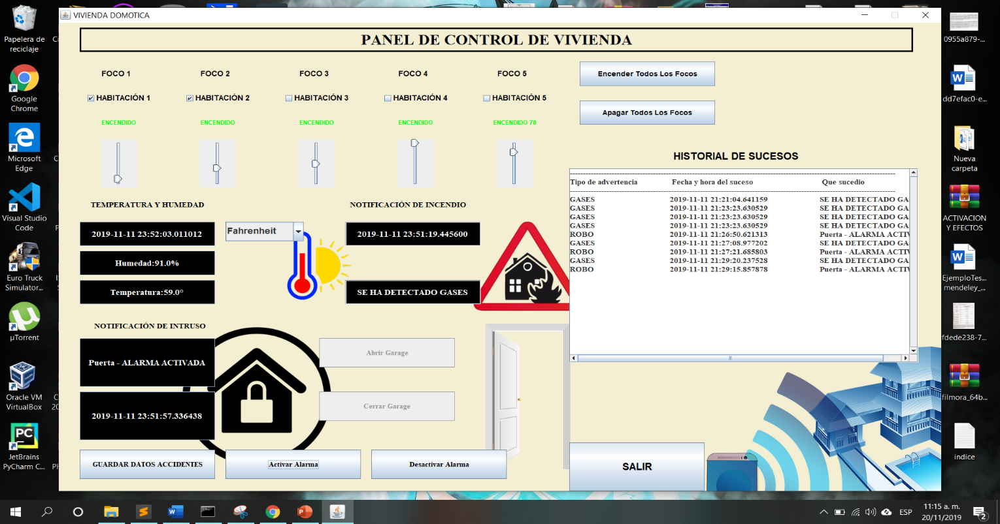 VIVIENDA DOMOTICA
PANEL DE CONTROL DE VIVIENDA
FOCO 1 FOCO 2 FOCO 3 FOCO 4 FOCO 5
HABITACIÓN 1 HABITACIÓN 2 HABITACIÓN 3 HABITACIÓN 4 HABITACIÓN 5
ENCENDIDO ENCENDIDO ENCENDIDO ENCENDIDO ENCENDIDO 78
Encender Todos Los Focos
Apagar Todos Los Focos
HISTORIAL DE SUCESOS
Tipo de advertencia Fecha y hora del suceso Que sucedio
GASES 2019-11-11 21:21:04.641159 SE HA DETECTADO GA
GASES 2019-11-11 21:23:23.630529 SE HA DETECTADO GA
GASES 2019-11-11 21:23:23.630529 SE HA DETECTADO GA
GASES 2019-11-11 21:23:23.630529 SE HA DETECTADO GA
ROBO 2019-11-11 21:26:50.621313 Puerta - ALARMA ACTIV
GASES 2019-11-11 21:27:08.977202 SE HA DETECTADO GA
ROBO 2019-11-11 21:27:21.685803 Puerta - ALARMA ACTIV
GASES 2019-11-11 21:29:20.237528 SE HA DETECTADO GA
ROBO 2019-11-11 21:29:15.857878 Puerta - ALARMA ACTIV
TEMPERATURA Y HUMEDAD
2019-11-11 23:52:03.011012
Fahrenheit
Humedad:91.0%
Temperatura:59.0°
NOTIFICACIÓN DE INCENDIO
2019-11-11 23:51:19.445600
SE HA DETECTADO GASES
NOTIFICACIÓN DE INTRUSO
Puerta - ALARMA ACTIVADA
2019-11-11 23:51:57.336438
Abrir Garage
Cerrar Garage
GUARDAR DATOS ACCIDENTES
Activar Alarma
Desactivar Alarma
SALIR
Papelera de
reciclaje
Google
Chrome
Microsoft
Edge
Visual Studio
Code
Euro Truck
Simulator...
µTorrent
Oracle VM
VirtualBox
JetBrains
PyCharm C...
0955a879-...
dd7efac0-e...
Nueva
carpeta
ACTIVACION
Y EFECTOS
EjemploTes...
mendeley_...
fdede238-7...
filmora_64b...
indice
ESP
11:15 a. m.
20/11/2019
2